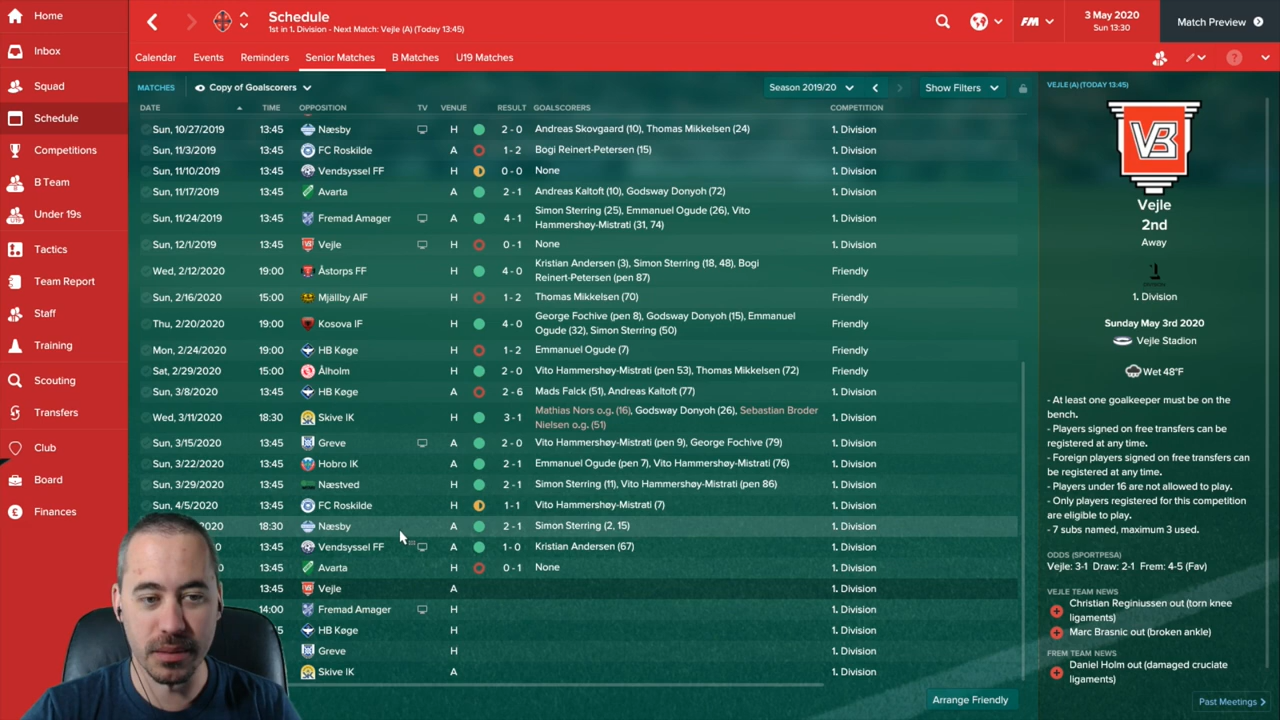 Home
Inbox
Squad
Schedule
Competitions
B Team
Under 19s
Tactics
Team Report
Staff
Training
Scouting
Transfers
Club
Board
Finances
Schedule
1st in 1. Division - Next Match: Vejle (A) (Today 13:45)
FM
3 May 2020
Sun 13:30
Match Preview
Calendar Events Reminders Senior Matches B Matches U19 Matches
MATCHES Copy of Goalscorers Season 2019/20 Show Filters
DATE TIME OPPOSITION TV VENUE RESULT GOALSCORERS COMPETITION
Sun, 10/27/2019 13:45 Næsby H 2 - 0 Andreas Skovgaard (10), Thomas Mikkelsen (24) 1. Division
Sun, 11/3/2019 13:45 FC Roskilde A 1 - 2 Bogi Reinert-Petersen (15) 1. Division
Sun, 11/10/2019 13:45 Vendsyssel FF H 0 - 0 None 1. Division
Sun, 11/17/2019 13:45 Avarta A 2 - 1 Andreas Kaltoft (10), Godsway Donyoh (72) 1. Division
Sun, 11/24/2019 13:45 Fremad Amager A 4 - 1 Simon Sterring (25), Emmanuel Ogude (26), Vito
Hammershøy-Mistrati (31, 74) 1. Division
Sun, 12/1/2019 13:45 Vejle H 0 - 1 None 1. Division
Wed, 2/12/2020 19:00 Åstorps FF H 4 - 0 Kristian Andersen (3), Simon Sterring (18, 48), Bogi
Reinert-Petersen (pen 87) Friendly
Sun, 2/16/2020 15:00 Mjällby AIF H 1 - 2 Thomas Mikkelsen (70) Friendly
Thu, 2/20/2020 19:00 Kosova IF H 4 - 0 George Fochive (pen 8), Godsway Donyoh (15), Emmanuel
Ogude (32), Simon Sterring (50) Friendly
Mon, 2/24/2020 19:00 HB Køge H 1 - 2 Emmanuel Ogude (7) Friendly
Sat, 2/29/2020 15:00 Ålholm H 2 - 0 Vito Hammershøy-Mistrati (pen 53), Thomas Mikkelsen (72) Friendly
Sun, 3/8/2020 13:45 HB Køge A 2 - 6 Mads Falck (51), Andreas Kaltoft (77) 1. Division
Wed, 3/11/2020 18:30 Skive IK H 3 - 1 Mathias Nors o.g. (16), Godsway Donyoh (26), Sebastian Broder
Nielsen o.g. (51) 1. Division
Sun, 3/15/2020 13:45 Greve A 2 - 0 Vito Hammershøy-Mistrati (pen 9), George Fochive (79) 1. Division
Sun, 3/22/2020 13:45 Hobro IK A 2 - 1 Emmanuel Ogude (pen 7), Vito Hammershøy-Mistrati (76) 1. Division
Sun, 3/29/2020 13:45 Næstved H 2 - 1 Simon Sterring (11), Vito Hammershøy-Mistrati (pen 86) 1. Division
Sun, 4/5/2020 13:45 FC Roskilde H 1 - 1 Vito Hammershøy-Mistrati (7) 1. Division
2020 18:30 Næsby A 2 - 1 Simon Sterring (2, 15) 1. Division
13:45 Vendsyssel FF A 1 - 0 Kristian Andersen (67) 1. Division
13:45 Avarta H 0 - 1 None 1. Division
13:45 Vejle A 1. Division
14:00 Fremad Amager H 1. Division
HB Køge H 1. Division
Greve H 1. Division
Skive IK A 1. Division
Arrange Friendly
VEJLE (A) (TODAY 13:45)
VB
Vejle
2nd
Away
1. Division
Sunday May 3rd 2020
Vejle Stadion
Wet 48°F
- At least one goalkeeper must be on the
bench.
- Players signed on free transfers can be
registered at any time.
- Foreign players signed on free transfers can
be registered at any time.
- Players under 16 are not allowed to play.
- Only players registered for this competition
are eligible to play.
- 7 subs named, maximum 3 used.
ODDS (SPORTPESA)
Vejle: 3-1 Draw: 2-1 Frem: 4-5 (Fav)
VEJLE TEAM NEWS
Christian Reginiussen out (torn knee
ligaments)
Marc Brasnic out (broken ankle)
FREM TEAM NEWS
Daniel Holm out (damaged cruciate
ligaments)
Past Meetings